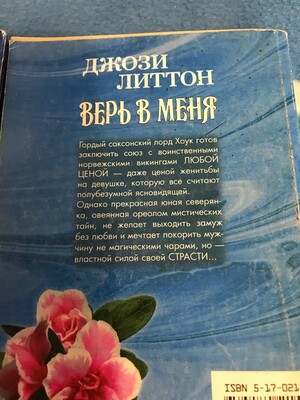 ДЖОЗИ
ЛИТТОН
ВЕРЬ В МЕНЯ
Гордый саксонский лорд Хоук готов
заключить союз с воинственными
норвежскими викингами ЛЮБОЙ
ЦЕНОЙ — даже ценой женитьбы
на девушке, которую все считают
полубезумной ясновидящей.
Однако прекрасная юная северян-
ка, овеянная ореолом мистических
тайн, не желает выходить замуж
без любви и мечтает покорить муж-
чину не магическими чарами, но —
властной силой своей СТРАСТИ...
ISBN 5-17-021